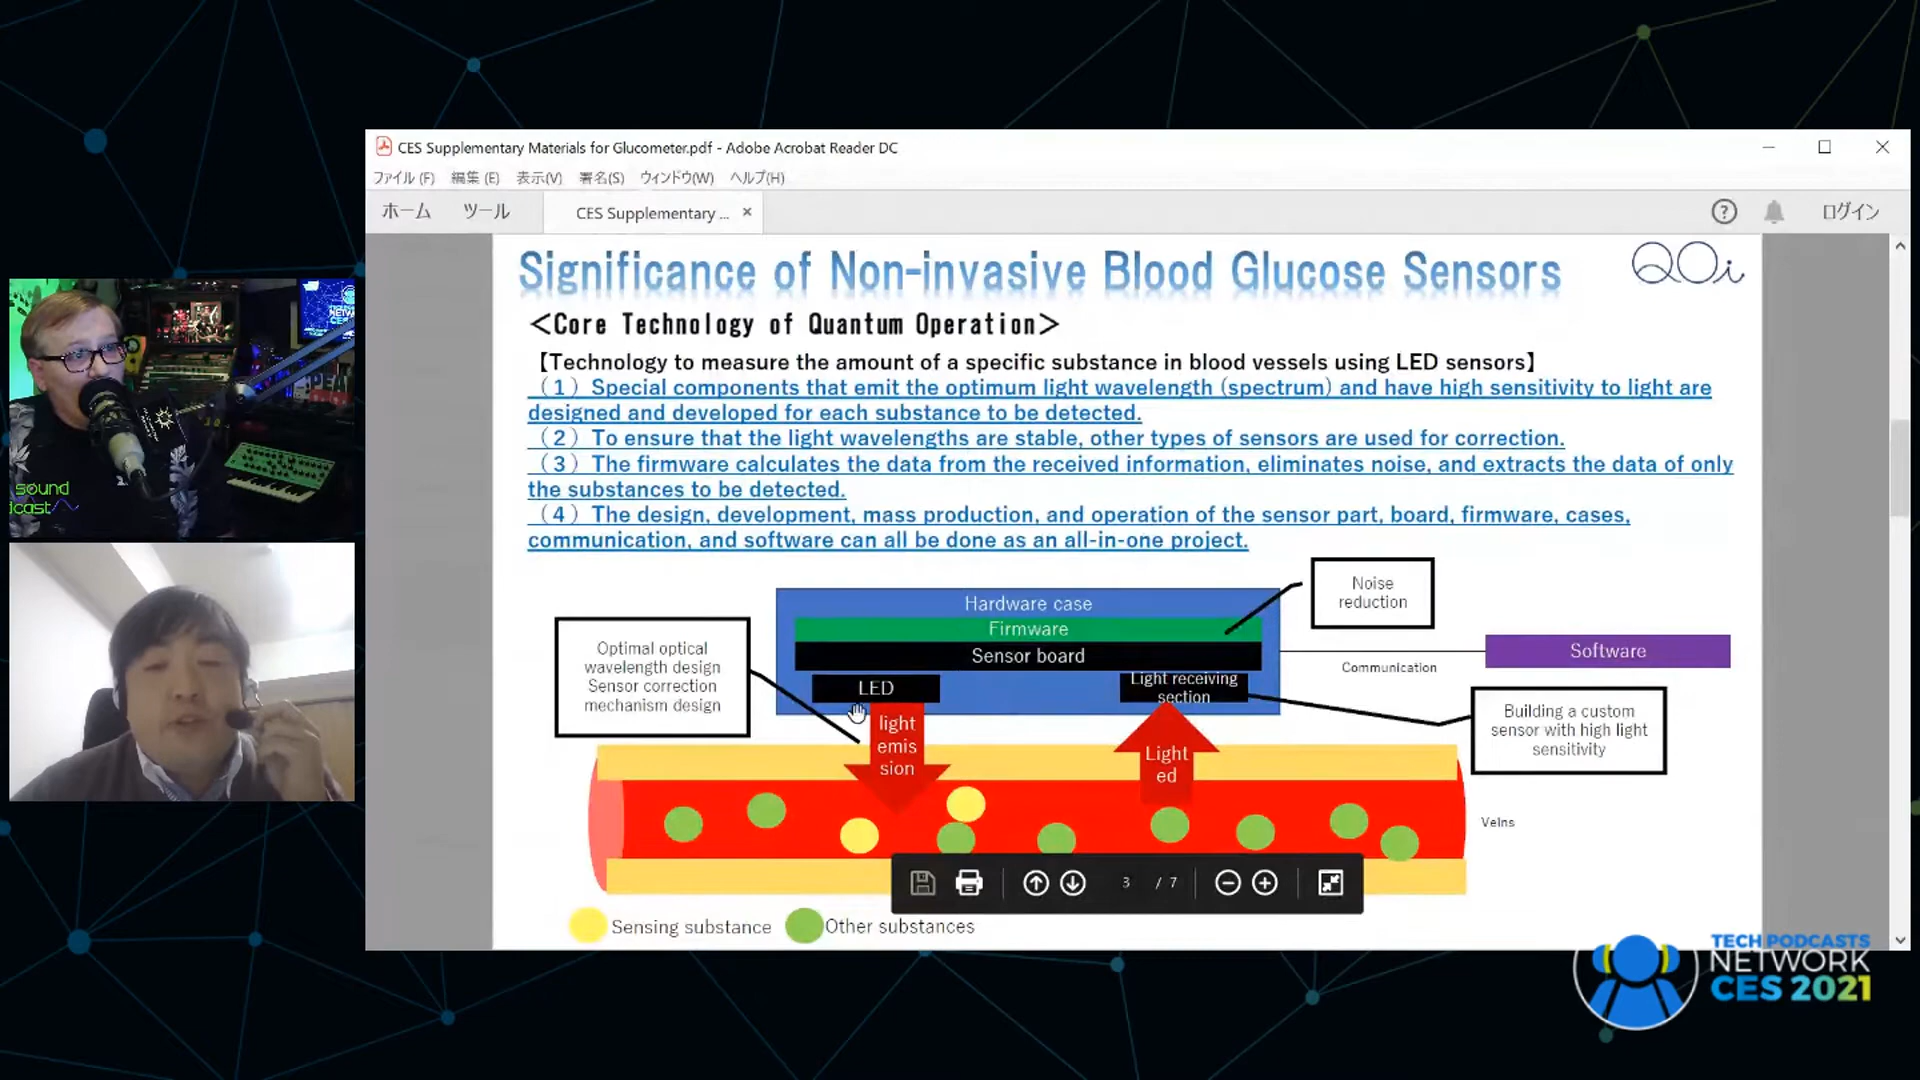 CES Supplementary Materials for Glucometer.pdf - Adobe Acrobat Reader DC
ファイル (F) 編集 (E) 表示(V) 署名(S) ウィンドウ(W) ヘルプ(H)
ホーム ツール CES Supplementary ... ×
ログイン
Significance of Non-invasive Blood Glucose Sensors
QOi
<Core Technology of Quantum Operation>
【Technology to measure the amount of a specific substance in blood vessels using LED sensors】
（1）Special components that emit the optimum light wavelength (spectrum) and have high sensitivity to light are
designed and developed for each substance to be detected.
（2）To ensure that the light wavelengths are stable, other types of sensors are used for correction.
（3）The firmware calculates the data from the received information, eliminates noise, and extracts the data of only
the substances to be detected.
（4）The design, development, mass production, and operation of the sensor part, board, firmware, cases,
communication, and software can all be done as an all-in-one project.
Optimal optical
wavelength design
Sensor correction
mechanism design
Hardware case
Firmware
Sensor board
LED
Light receiving
section
Noise
reduction
Communication
Software
Building a custom
sensor with high light
sensitivity
light
emis
sion
Light
ed
Veins
3 / 7
Sensing substance
Other substances
sound
dcast
TECH PODCASTS
NETWORK
CES 2021